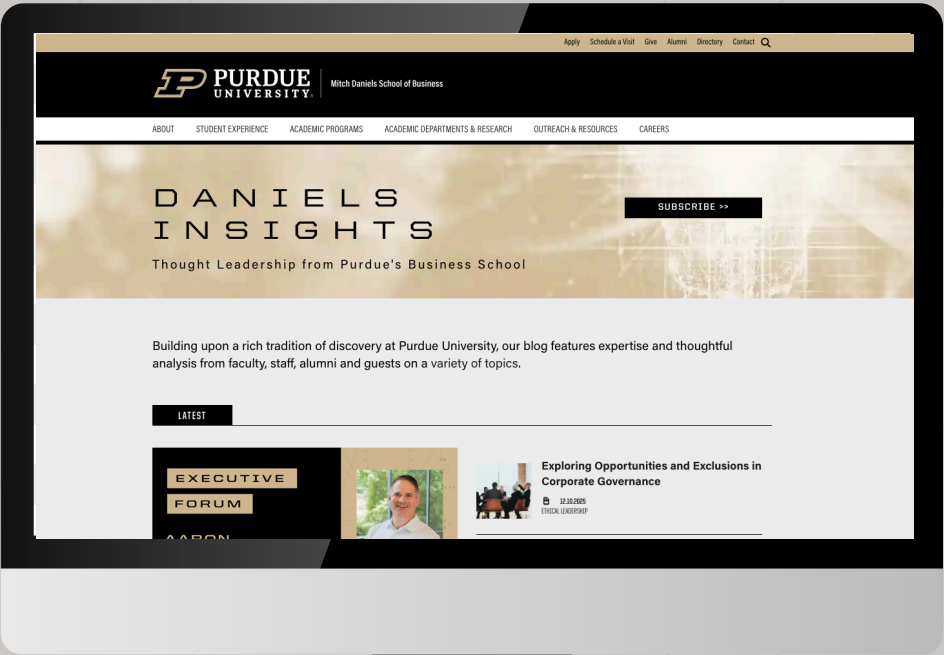 Apply Schedule a Visit Give Alumni Directory Contact
PURDUE
UNIVERSITY®
Mitch Daniels School of Business
ABOUT STUDENT EXPERIENCE ACADEMIC PROGRAMS ACADEMIC DEPARTMENTS & RESEARCH OUTREACH & RESOURCES CAREERS
DANIELS
INSIGHTS
SUBSCRIBE >>
Thought Leadership from Purdue's Business School
Building upon a rich tradition of discovery at Purdue University, our blog features expertise and thoughtful
analysis from faculty, staff, alumni and guests on a variety of topics.
LATEST
EXECUTIVE
FORUM
AARON
Exploring Opportunities and Exclusions in
Corporate Governance
12.10.2025
ETHICAL LEADERSHIP